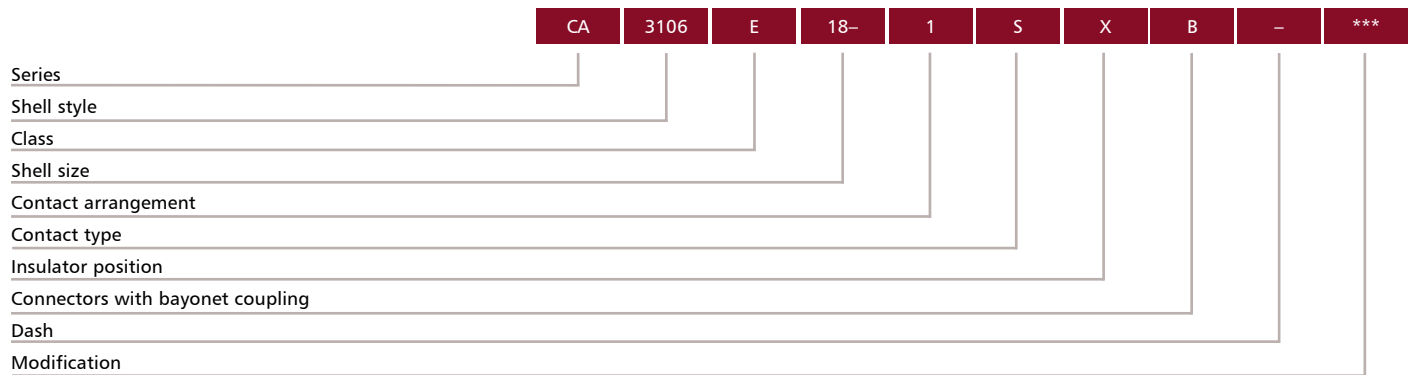 CA 3106 E 18– 1 S X B – ***
Series
Shell style
Class
Shell size
Contact arrangement
Contact type
Insulator position
Connectors with bayonet coupling
Dash
Modification